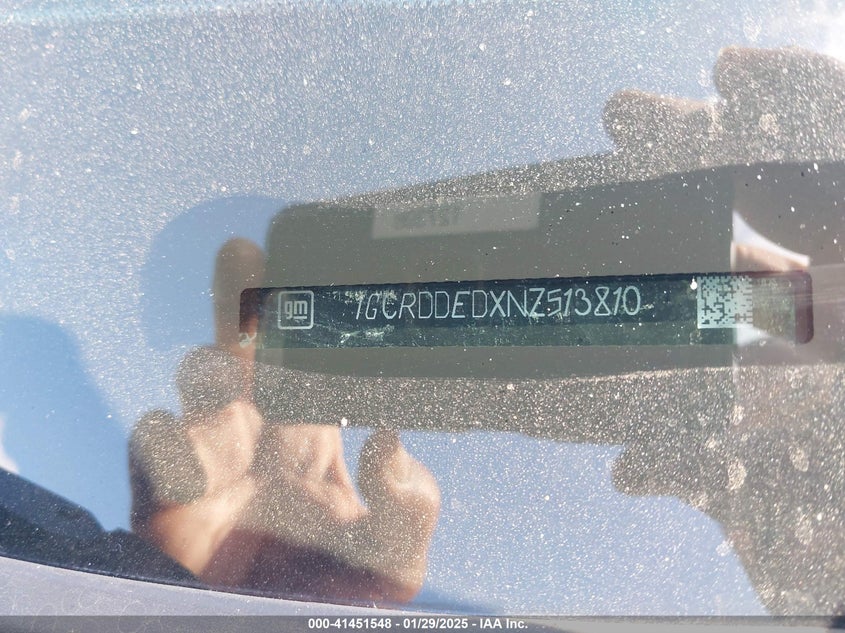 gm 1GCRDDEDXNZ513810
000-41451548 - 01/29/2025 - IAA Inc.